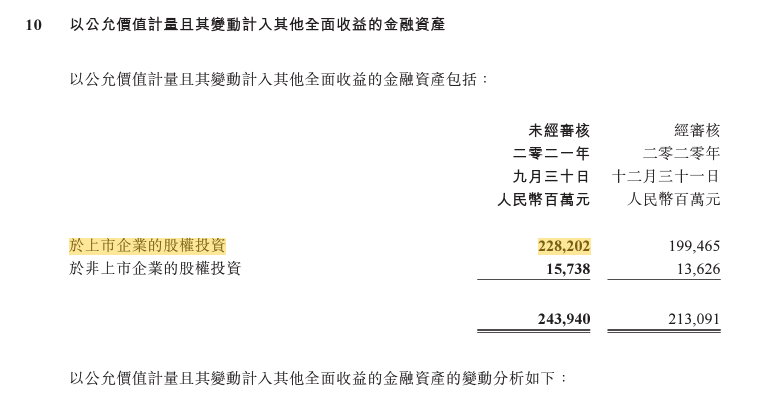 10 以公允價值計量且其變動計入其他全面收益的金融資產
以公允價值計量且其變動計入其他全面收益的金融資產包括：
未經審核 經審核
二零二一年 二零二零年
九月三十日 十二月三十一日
人民幣百萬元 人民幣百萬元
於上市企業的股權投資 228,202 199,465
於非上市企業的股權投資 15,738 13,626
243,940 213,091
以公允價值計量且其變動計入其他全面收益的金融資產的變動分析如下：